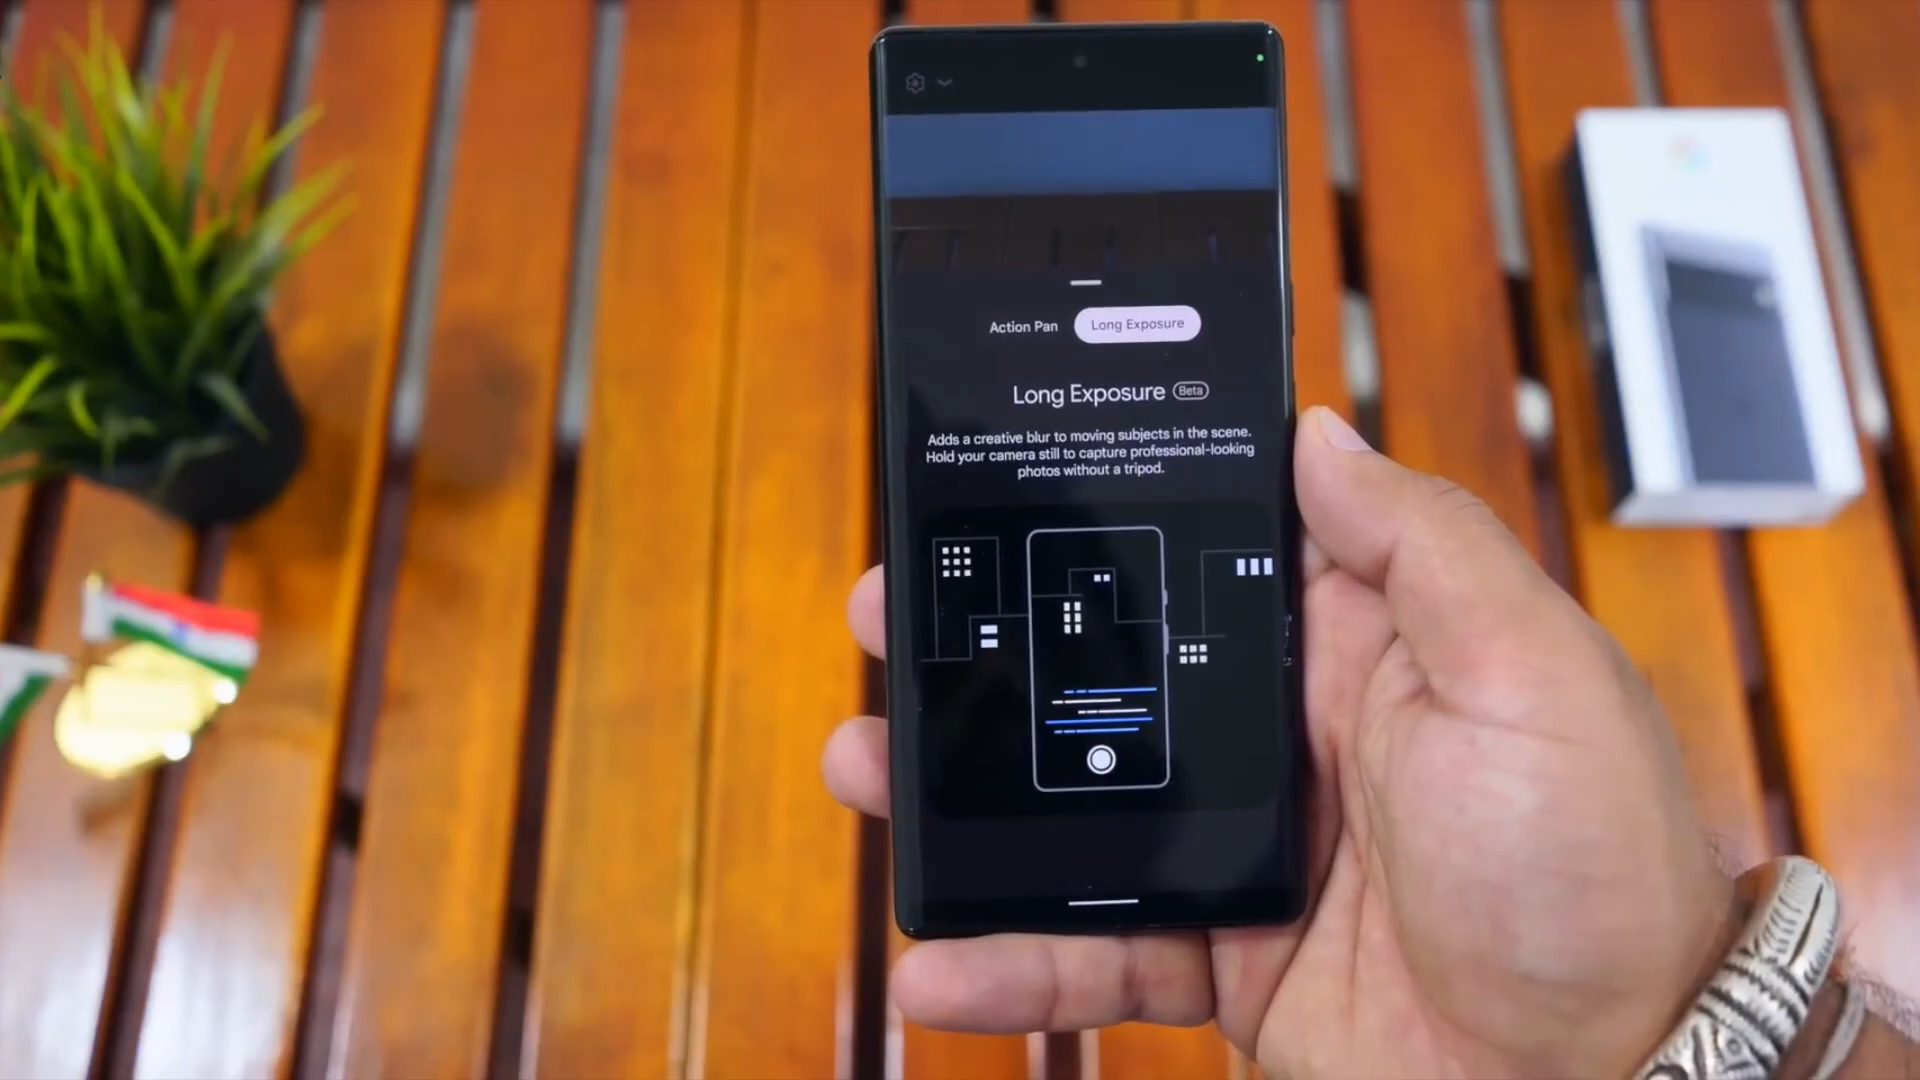 Action Pan Long Exposure
Long Exposure Beta
Adds a creative blur to moving subjects in the scene.
Hold your camera still to capture professional-looking
photos without a tripod.